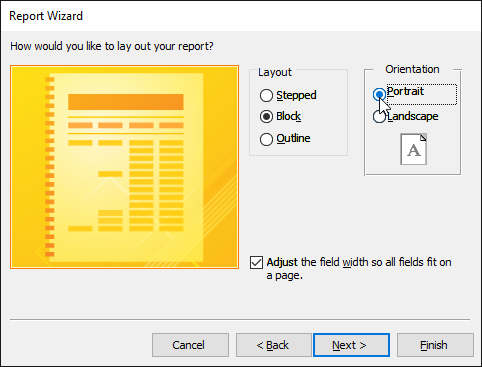 Report Wizard
How would you like to lay out your report?
Layout
Stepped
Block
Outline
Orientation
Portrait
Landscape
A
Adjust the field width so all fields fit on
a page.
Cancel
< Back
Next >
Finish